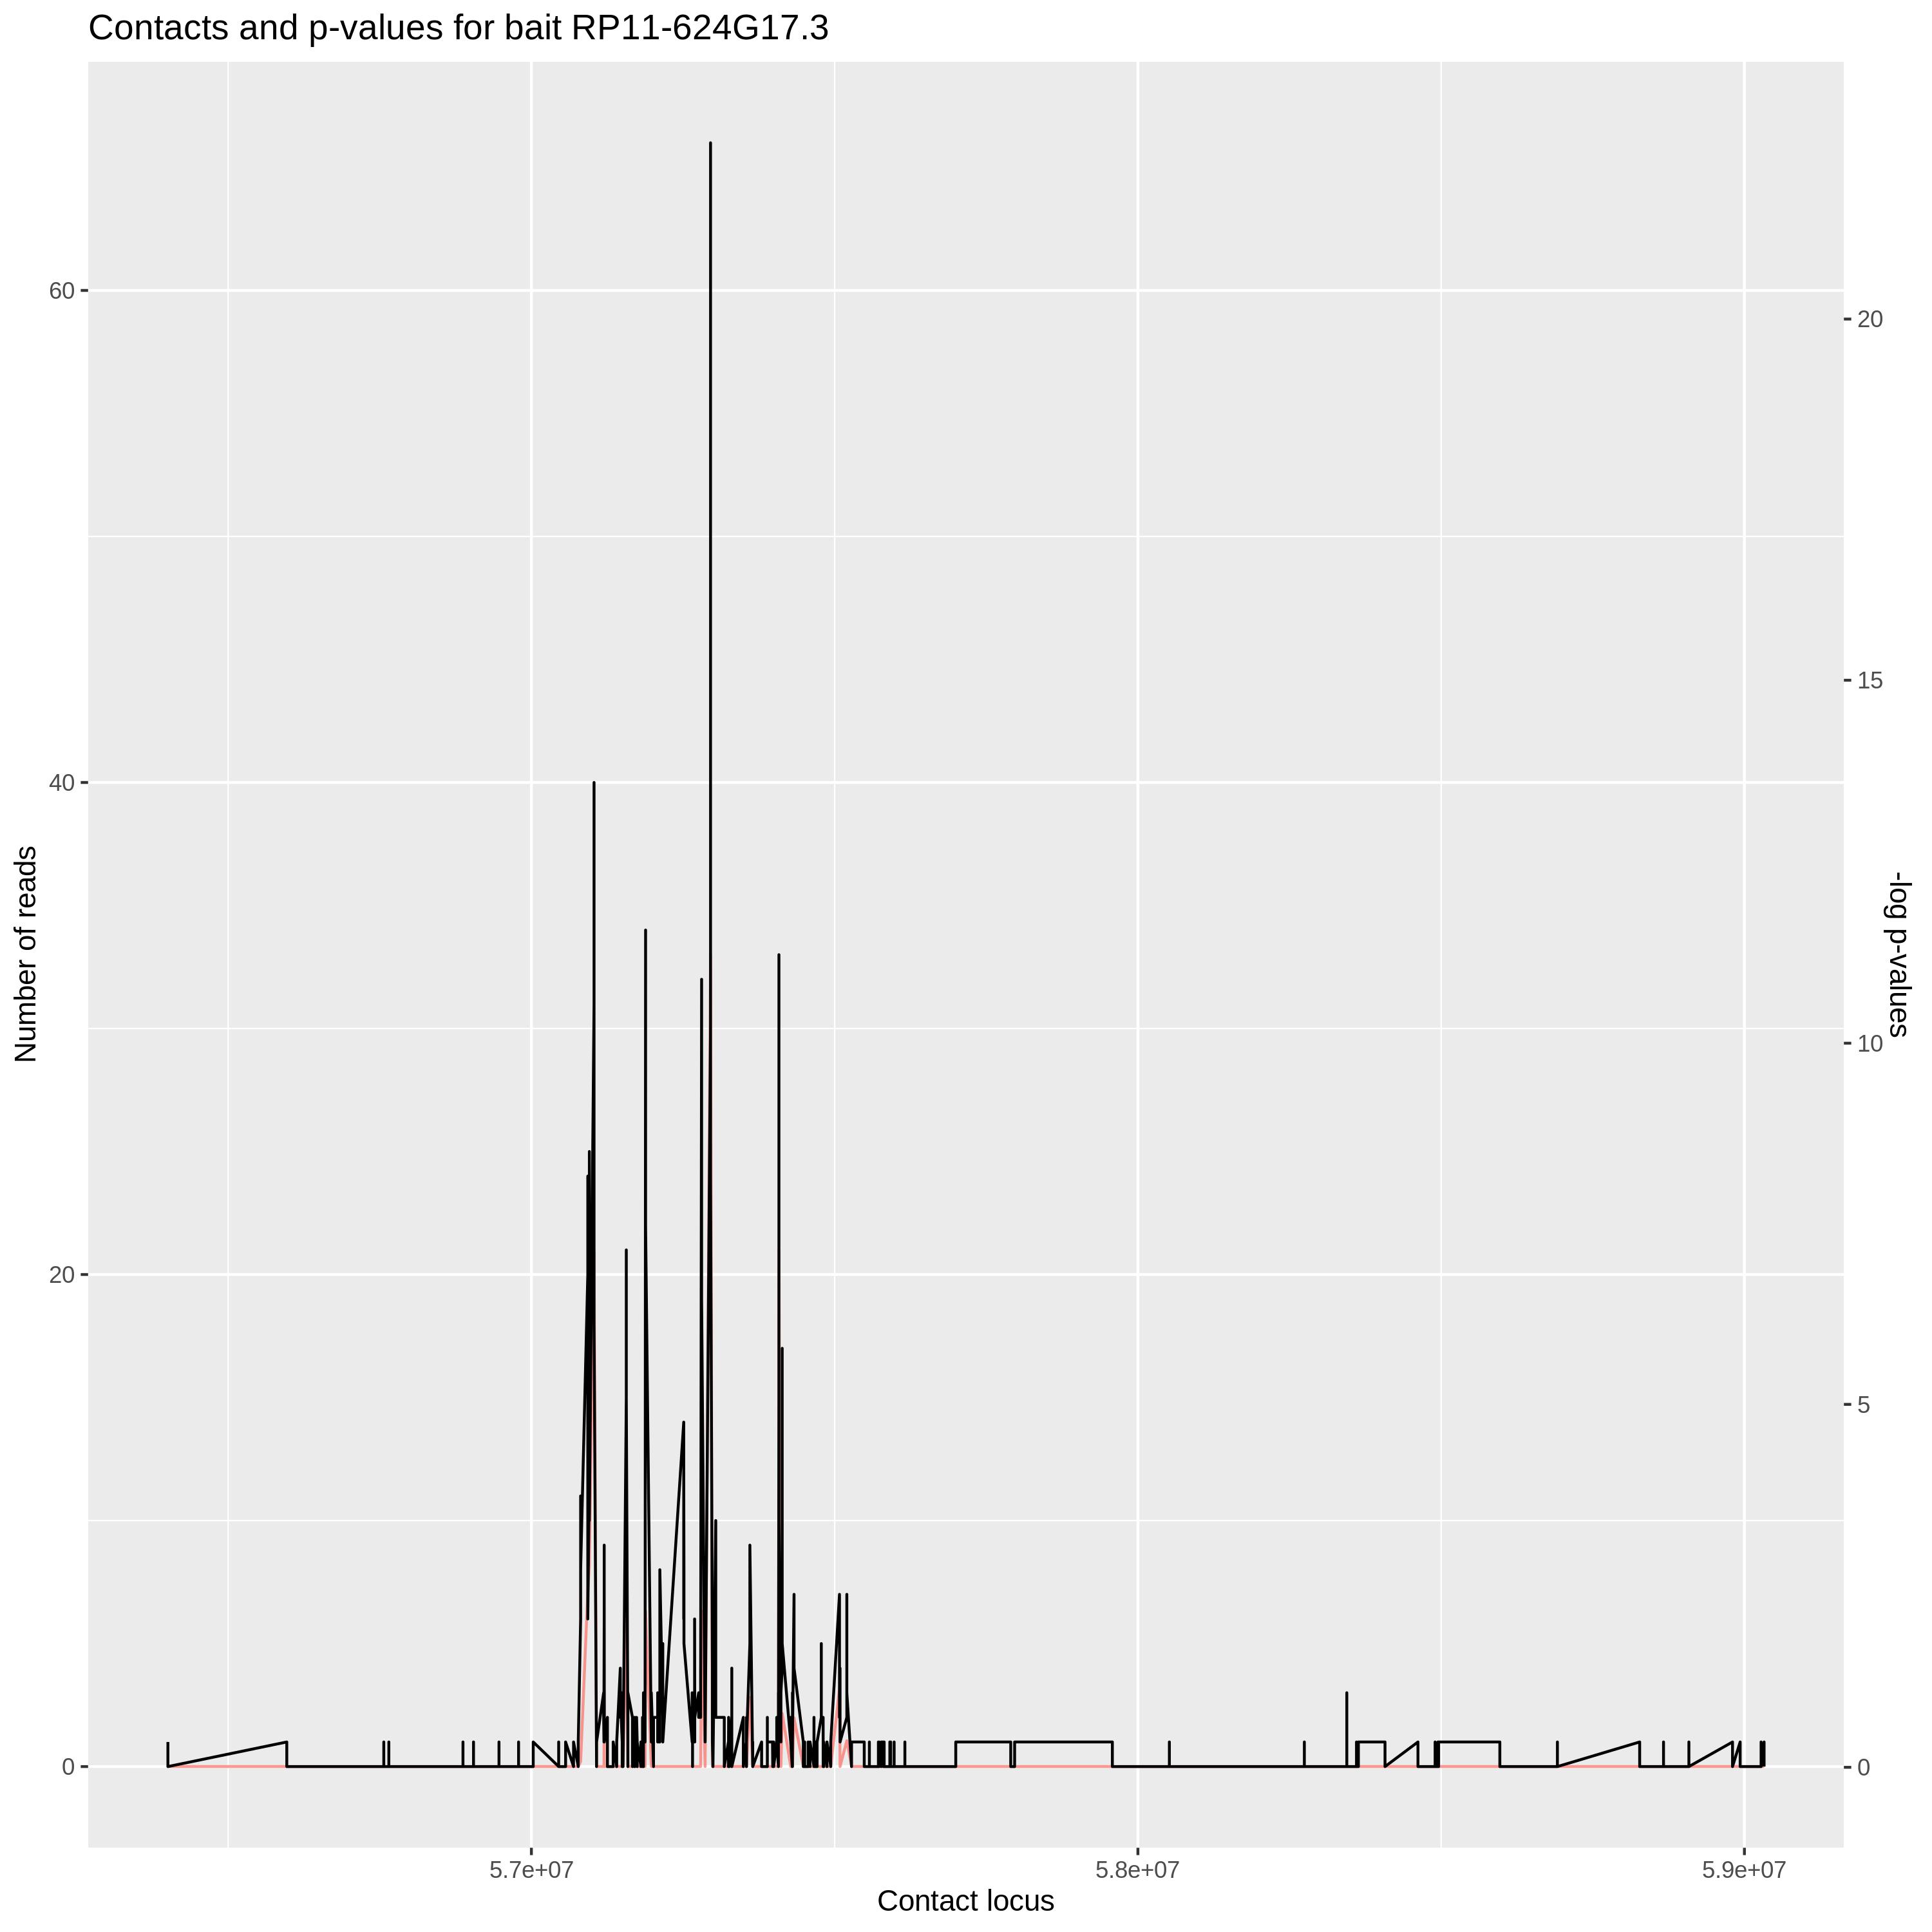 Contacts and p-values for bait RP11-624G17.3
60
40
20
0
Number of reads
20
15
10
5
0
-log p-values
5.7e+07
5.8e+07
5.9e+07
Contact locus